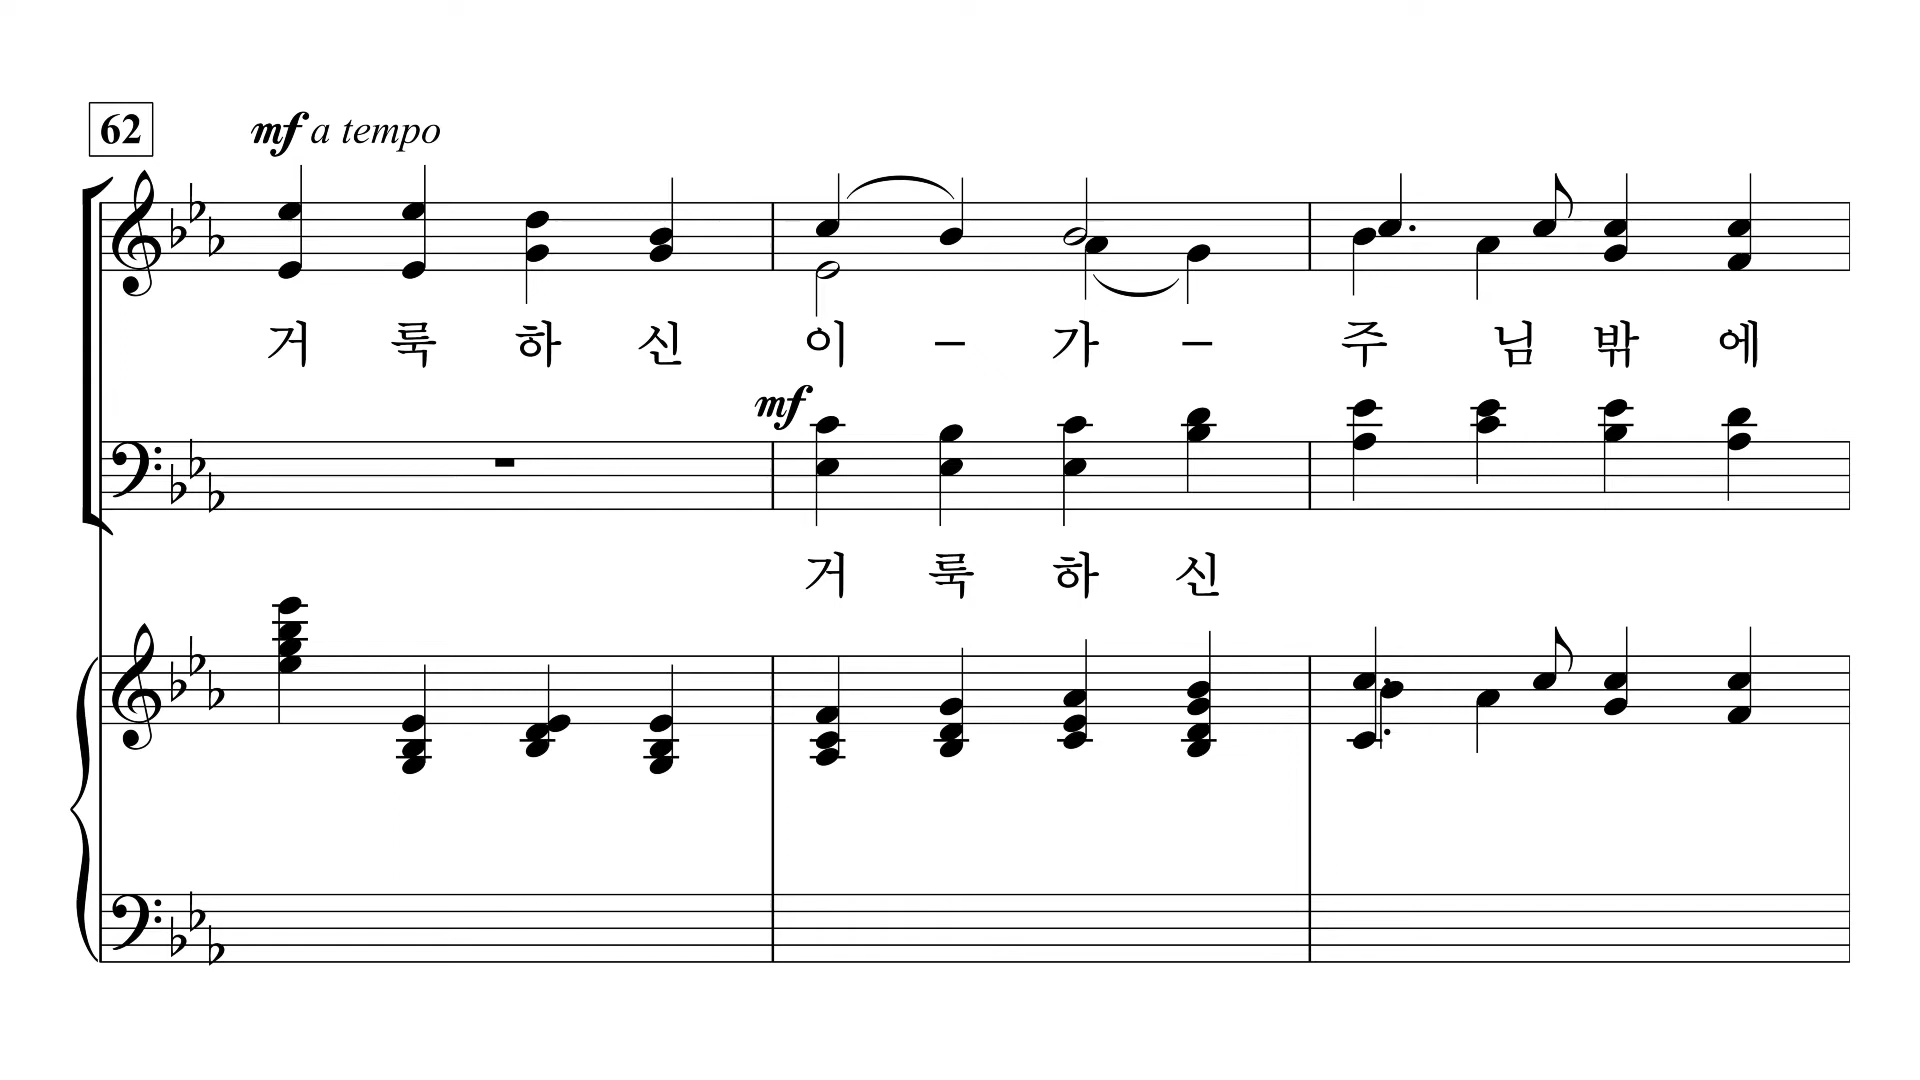 62 mf a tempo
거 룩 하 신 이 – 가 – 주 님 밖 에
mf
거 룩 하 신